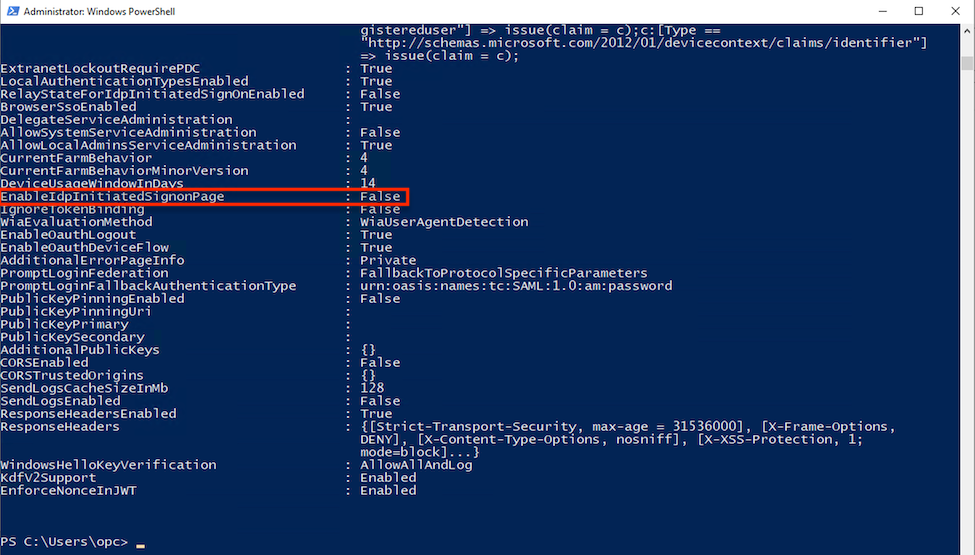 Administrator: Windows PowerShell
gistereduser"] => issue(claim = c);c:[Type ==
"http://schemas.microsoft.com/2012/01/devicecontext/claims/identifier"]
=> issue(claim = c);
ExtranetLockoutRequirePDC : True
LocalAuthenticationTypesEnabled : True
RelayStateForIdpInitiatedSignOnEnabled : False
BrowserSsoEnabled : True
DelegateServiceAdministration :
AllowSystemServiceAdministration : False
AllowLocalAdminsServiceAdministration : True
CurrentFarmBehavior : 4
CurrentFarmBehaviorMinorVersion : 4
DeviceUsageWindowInDays : 14
EnableIdpInitiatedSignonPage : False
IgnoreTokenBinding : False
WiaEvaluationMethod : WiaUserAgentDetection
EnableOauthLogout : True
EnableOauthDeviceFlow : True
AdditionalErrorPageInfo : Private
PromptLoginFederation : FallbackToProtocolSpecificParameters
PromptLoginFallbackAuthenticationType : urn:oasis:names:tc:SAML:1.0:am:password
PublicKeyPinningEnabled : False
PublicKeyPinningUri :
PublicKeyPrimary :
PublicKeySecondary :
AdditionalPublicKeys : {}
CORSEnabled : False
CORSTrustedOrigins : {}
SendLogsCacheSizeInMb : 128
SendLogsEnabled : False
ResponseHeadersEnabled : True
ResponseHeaders : {[Strict-Transport-Security, max-age = 31536000], [X-Frame-Options,
DENY], [X-Content-Type-Options, nosniff], [X-XSS-Protection, 1;
mode=block]...}
WindowsHelloKeyVerification : AllowAllAndLog
KdfV2Support : Enabled
EnforceNonceInJWT : Enabled
PS C:\Users\opc> _